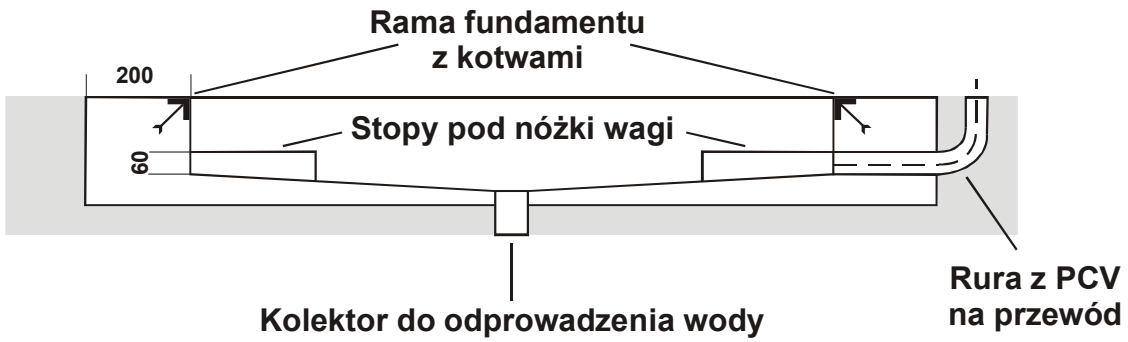 Rama fundamentu
z kotwami
200
Stopy pod nóżki wagi
60
Rura z PCV
na przewód
Kolektor do odprowadzenia wody